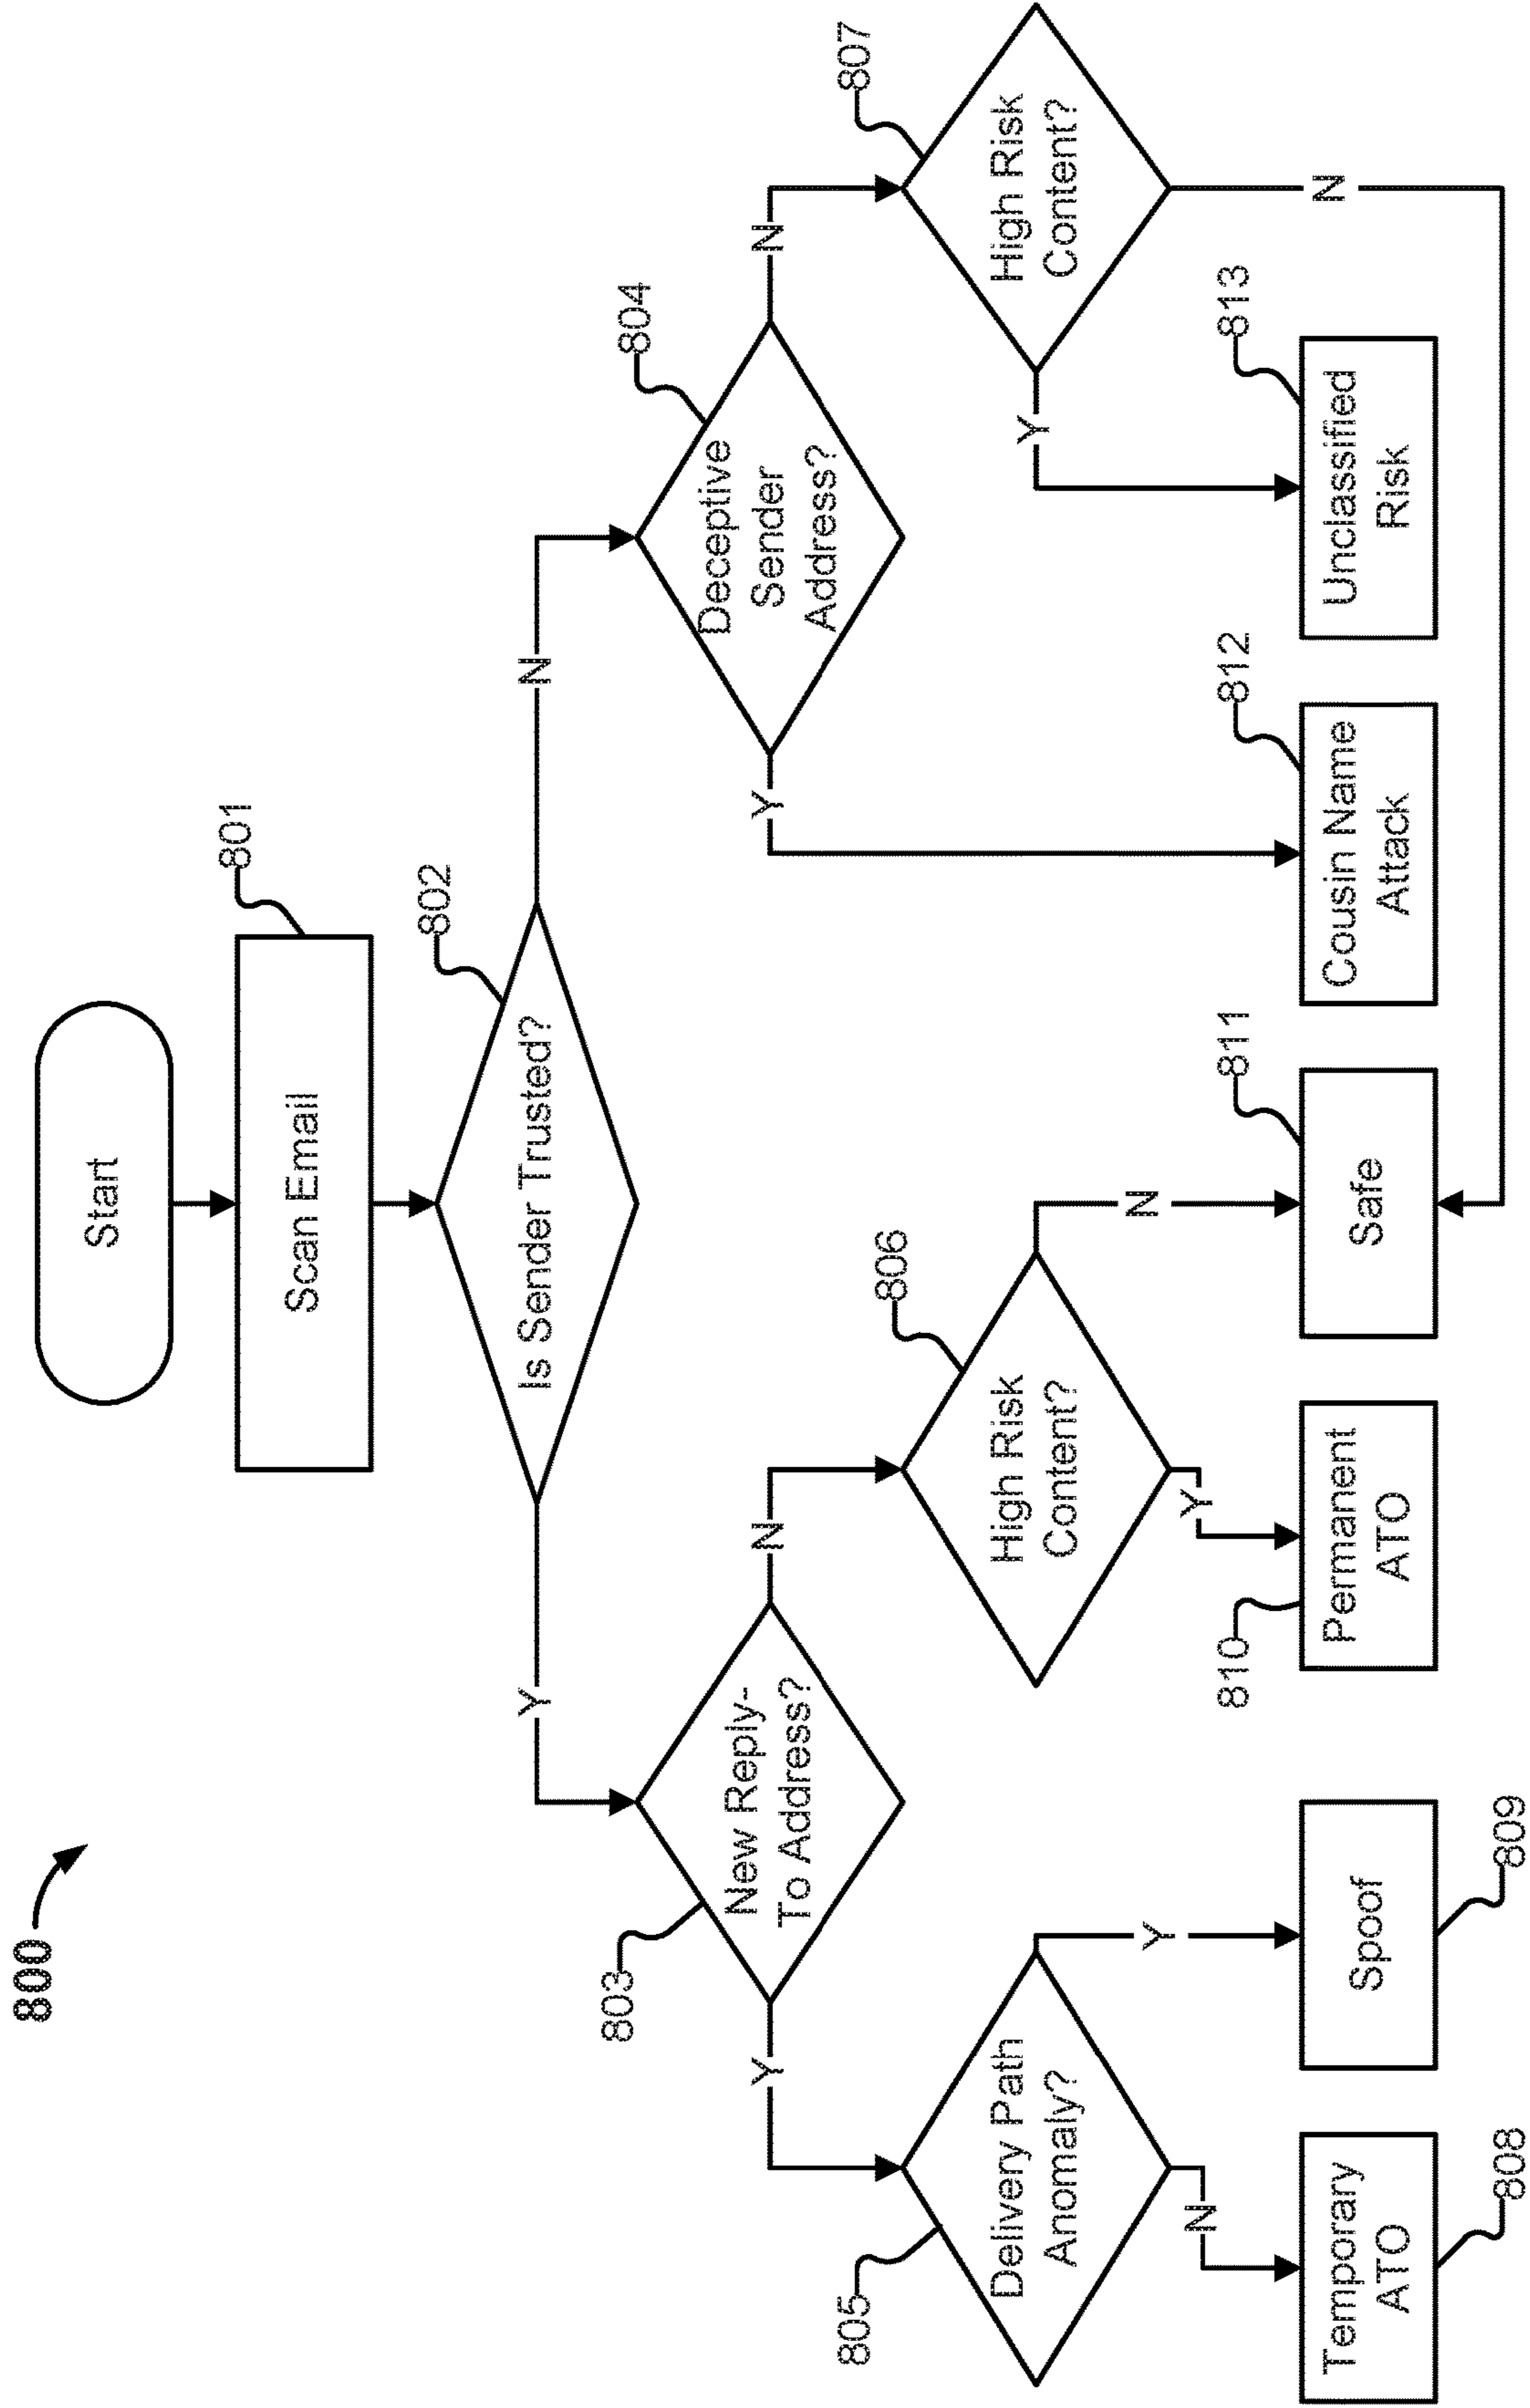 800
Start
801
Scan Email
802
Is Sender Trusted?
Y
N
803
New Reply-
To Address?
804
Deceptive
Sender
Address?
Y
N
Y
N
805
Delivery Path
Anomaly?
806
High Risk
Content?
807
High Risk
Content?
N
Y
Y
N
Y
N
808
Temporary
ATO
809
Spoof
810
Permanent
ATO
811
Safe
812
Cousin Name
Attack
813
Unclassified
Risk